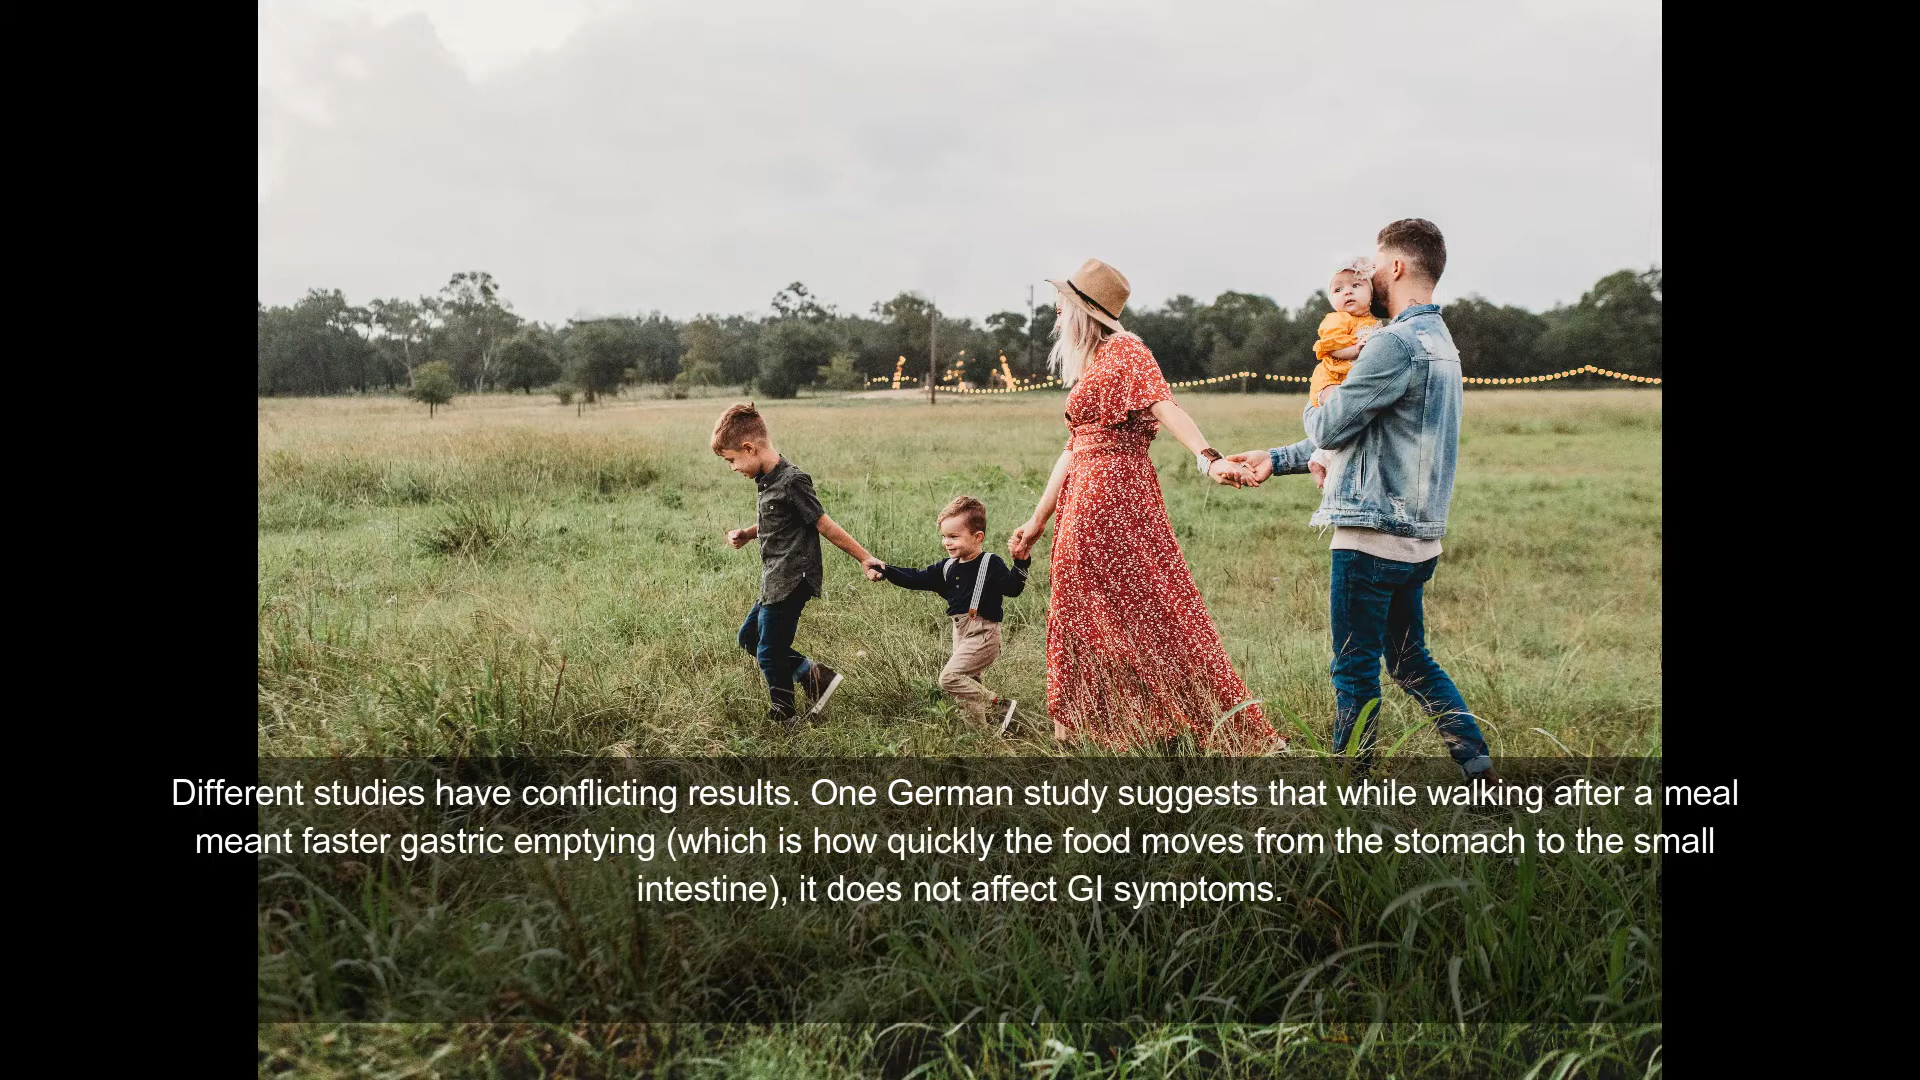 Different studies have conflicting results. One German study suggests that while walking after a meal
meant faster gastric emptying (which is how quickly the food moves from the stomach to the small
intestine), it does not affect GI symptoms.